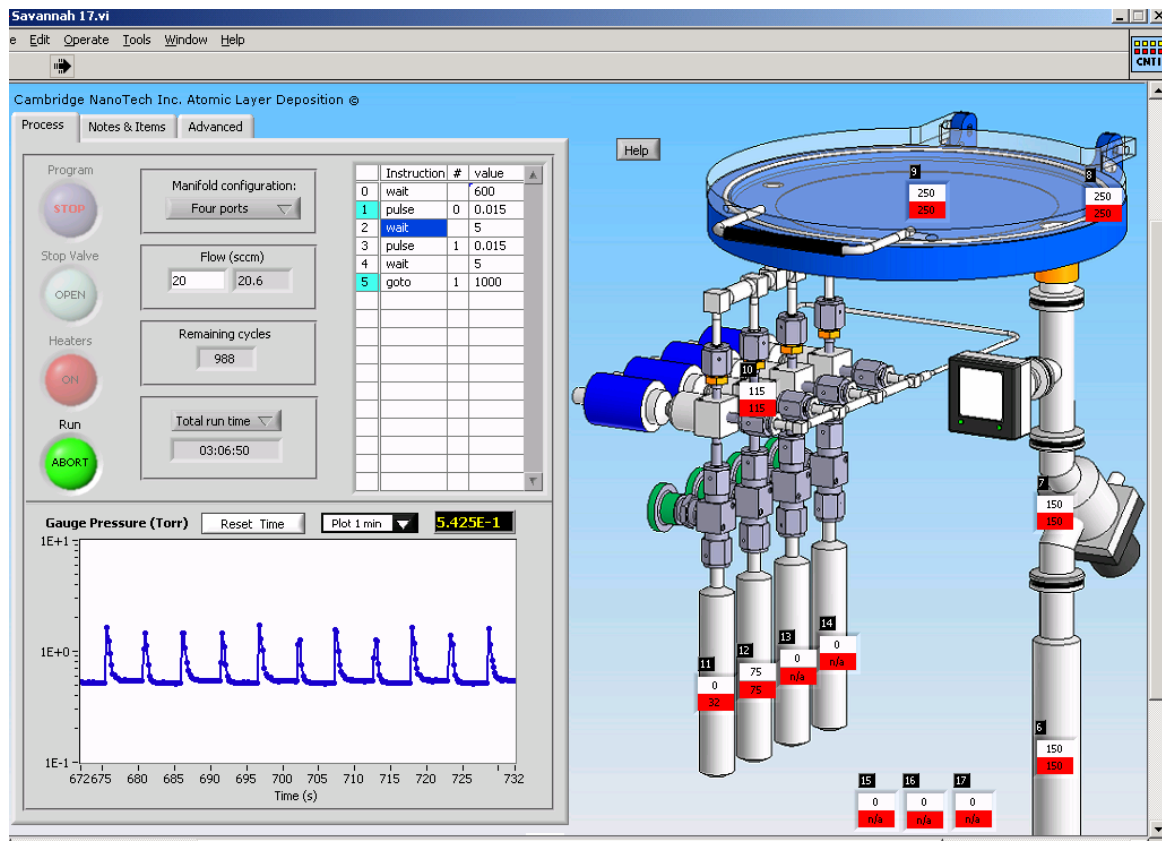 Savannah 17.vi
e Edit Operate Tools Window Help
CNTI
Cambridge NanoTech Inc. Atomic Layer Deposition ©
Process Notes & Items Advanced
Help
Program
STOP
Stop Valve
OPEN
Heaters
ON
Run
ABORT
Manifold configuration:
Four ports
Flow (sccm)
20 20.6
Remaining cycles
988
Total run time
03:06:50
Instruction # value
0 wait 600
1 pulse 0 0.015
2 wait 5
3 pulse 1 0.015
4 wait 5
5 goto 1 1000
Gauge Pressure (Torr) Reset Time Plot 1 min 5.425E-1
1E+1
1E+0
1E-1
672 675 680 685 690 695 700 705 710 715 720 725 732
Time (s)
9
250
250
8
250
250
10
115
115
7
150
150
11
0
32
12
75
75
13
0
n/a
14
0
n/a
6
150
150
15
0
n/a
16
0
n/a
17
0
n/a